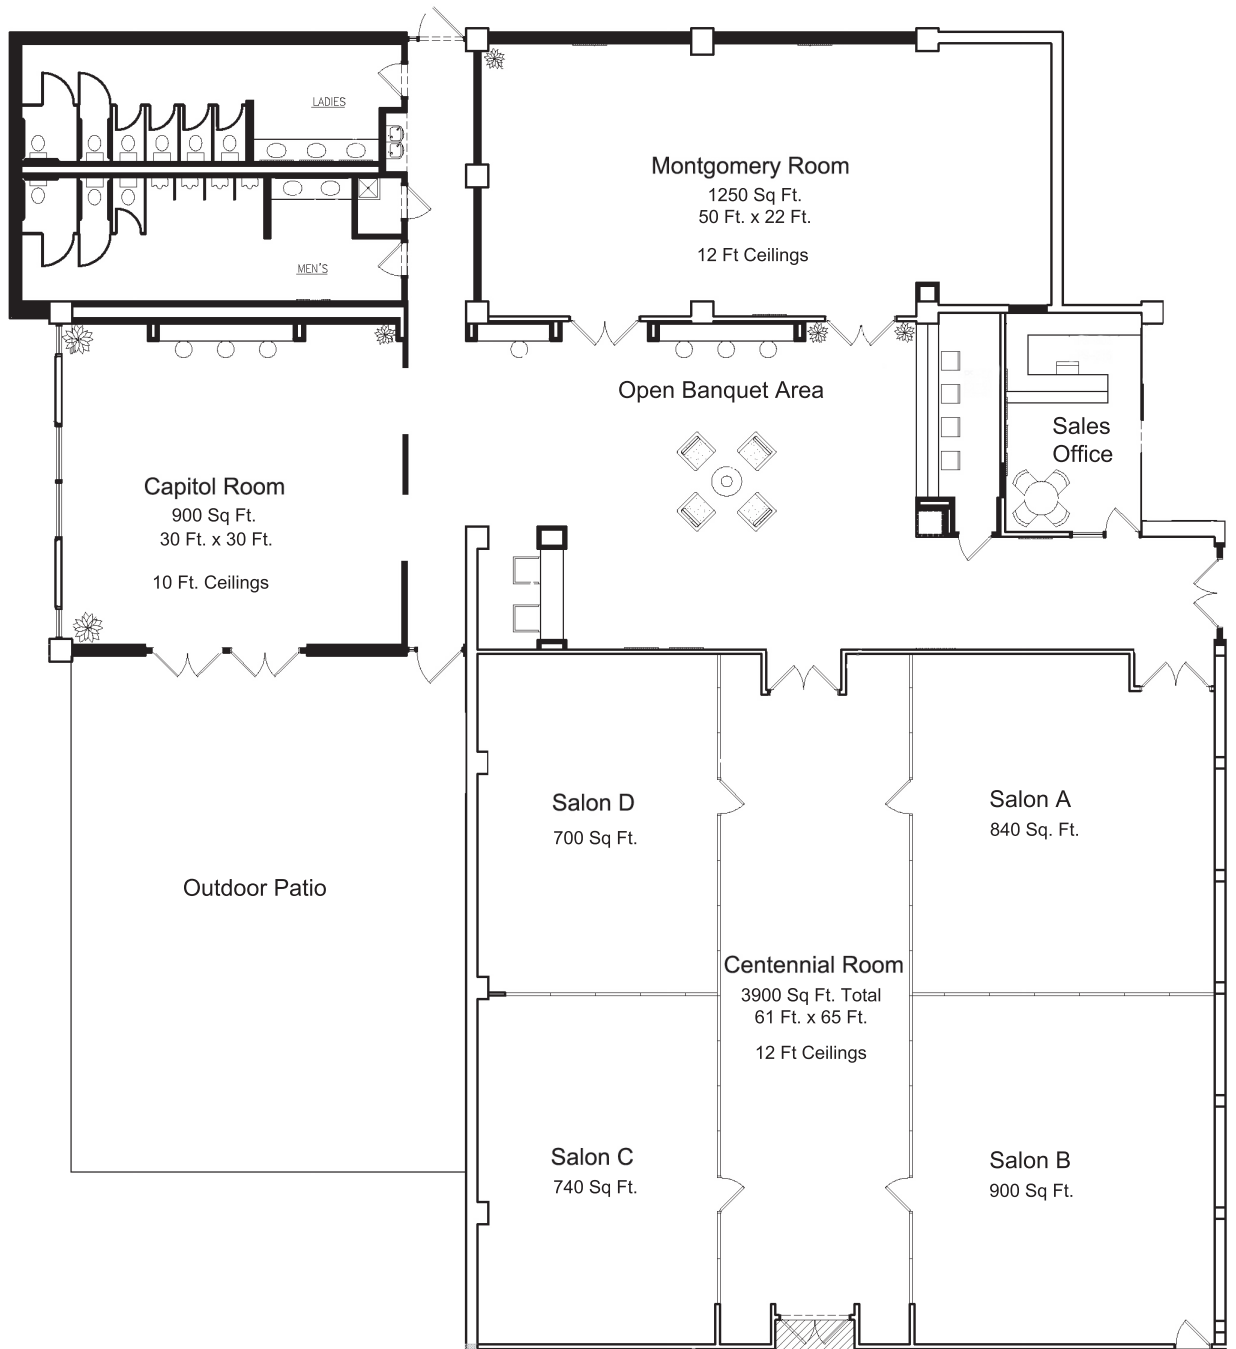 LADIES
MEN'S
Montgomery Room
1250 Sq Ft.
50 Ft. x 22 Ft.
12 Ft Ceilings
Open Banquet Area
Sales
Office
Capitol Room
900 Sq Ft.
30 Ft. x 30 Ft.
10 Ft. Ceilings
Salon D
700 Sq Ft.
Salon A
840 Sq. Ft.
Outdoor Patio
Centennial Room
3900 Sq Ft. Total
61 Ft. x 65 Ft.
12 Ft Ceilings
Salon C
740 Sq Ft.
Salon B
900 Sq Ft.